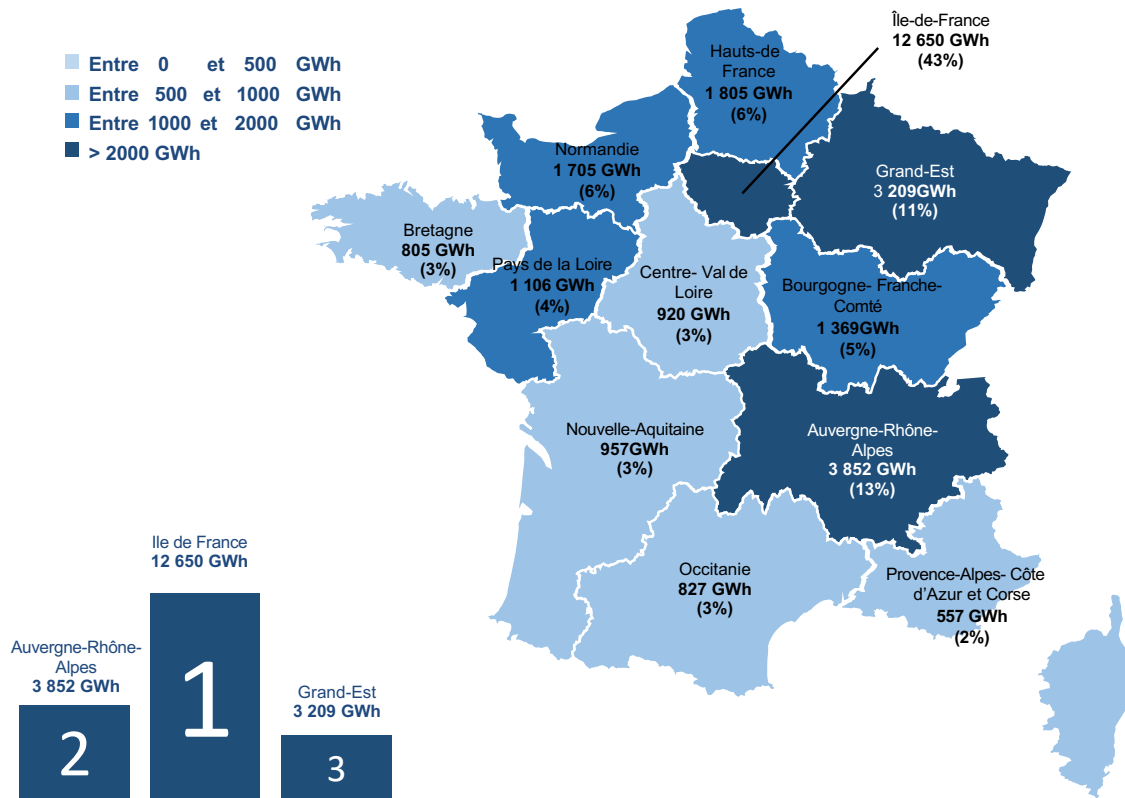 Entre 0 et 500 GWh
Entre 500 et 1000 GWh
Entre 1000 et 2000 GWh
> 2000 GWh
Île-de-France
12 650 GWh
(43%)
Hauts-de
France
1 805 GWh
(6%)
Normandie
1 705 GWh
(6%)
Grand-Est
3 209GWh
(11%)
Bretagne
805 GWh
(3%)
Pays de la Loire
1 106 GWh
(4%)
Centre- Val de
Loire
920 GWh
(3%)
Bourgogne- Franche-
Comté
1 369GWh
(5%)
Nouvelle-Aquitaine
957GWh
(3%)
Auvergne-Rhône-
Alpes
3 852 GWh
(13%)
Occitanie
827 GWh
(3%)
Provence-Alpes- Côte
d’Azur et Corse
557 GWh
(2%)
Ile de France
12 650 GWh
1
Auvergne-Rhône-
Alpes
3 852 GWh
2
Grand-Est
3 209 GWh
3